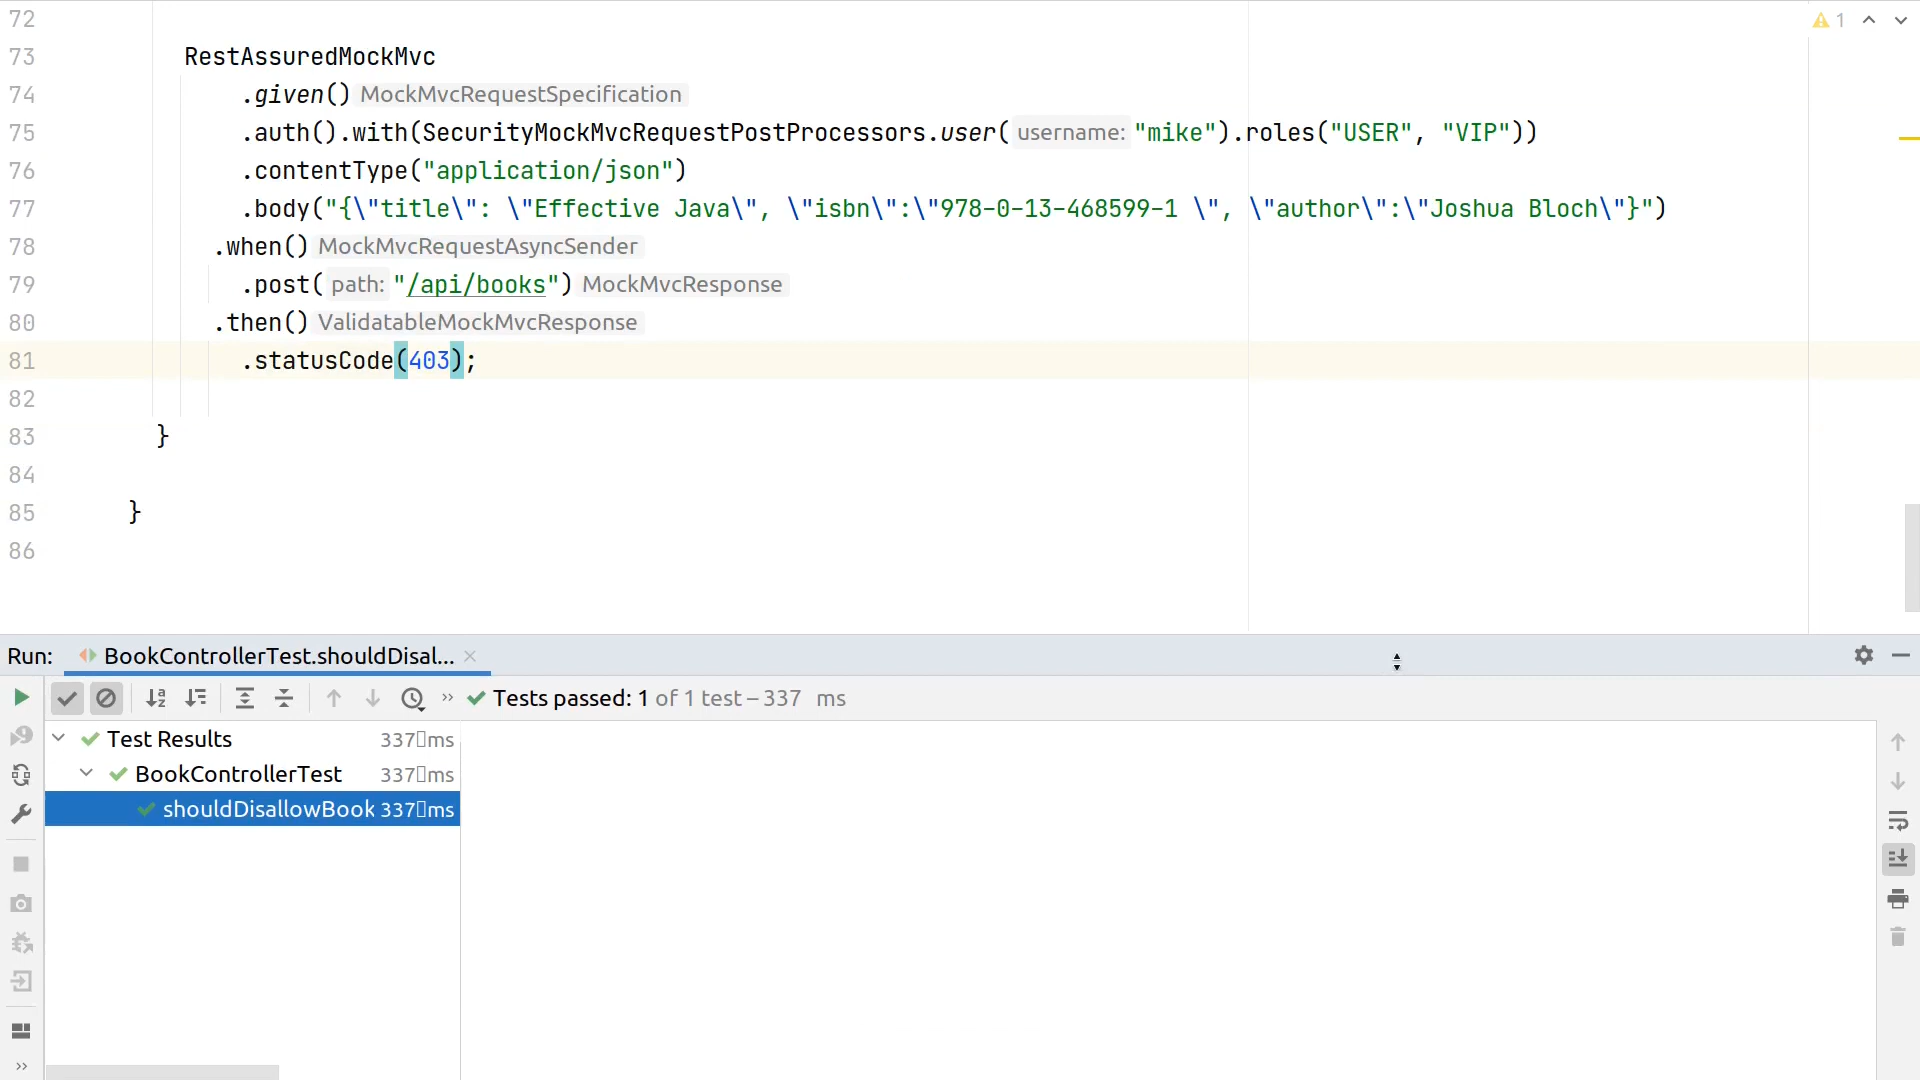 72
73 RestAssuredMockMvc
74 .given() MockMvcRequestSpecification
75 .auth().with(SecurityMockMvcRequestPostProcessors.user( username: "mike").roles("USER", "VIP"))
76 .contentType("application/json")
77 .body("{\"title\": \"Effective Java\", \"isbn\":\"978-0-13-468599-1 \", \"author\":\"Joshua Bloch\"}")
78 .when() MockMvcRequestAsyncSender
79 .post( path: "/api/books") MockMvcResponse
80 .then() ValidatableMockMvcResponse
81 .statusCode(403);
82
83 }
84
85 }
86
1
Run: BookControllerTest.shouldDisal...
Tests passed: 1 of 1 test – 337 ms
Test Results 337 ms
BookControllerTest 337 ms
shouldDisallowBook 337 ms